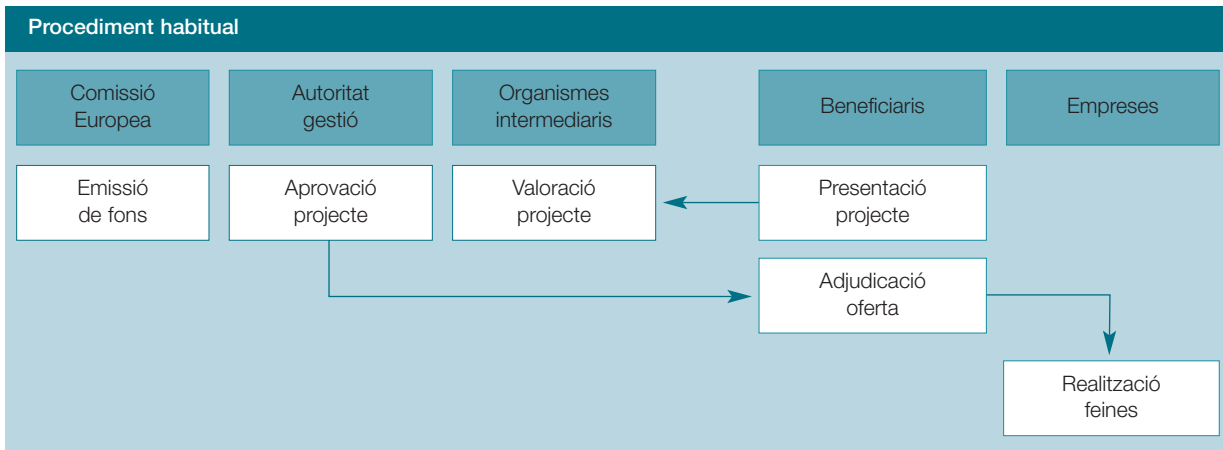 Procediment habitual
Comissió
Europea
Autoritat
gestió
Organismes
intermediaris
Beneficiaris
Empreses
Emissió
de fons
Aprovació
projecte
Valoració
projecte
Presentació
projecte
Adjudicació
oferta
Realització
feines